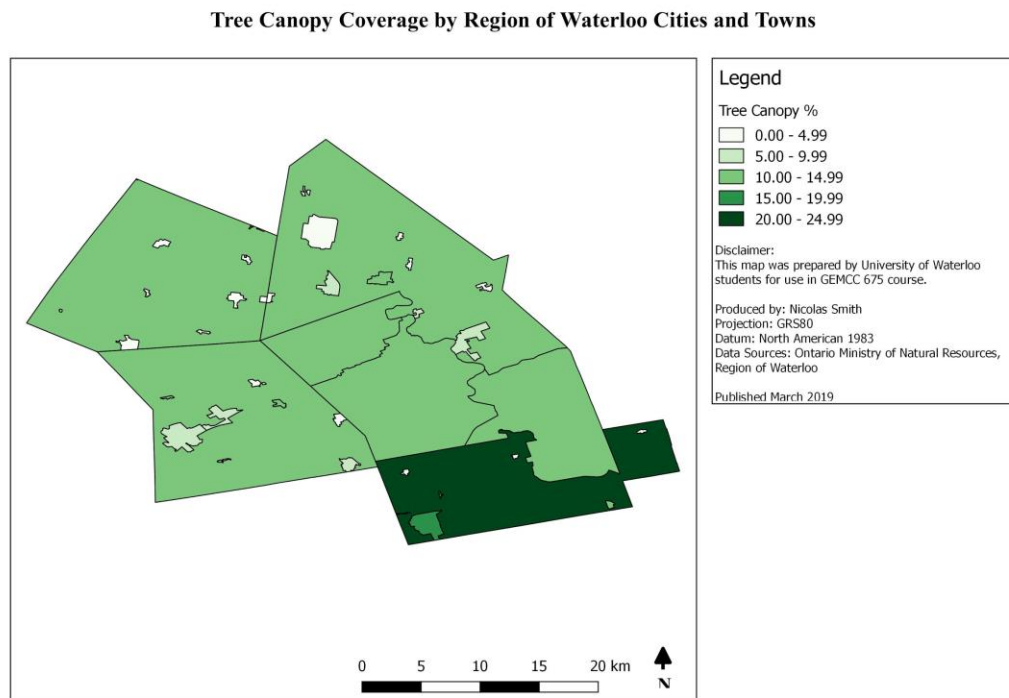 Tree Canopy Coverage by Region of Waterloo Cities and Towns
Legend
Tree Canopy %
0.00 - 4.99
5.00 - 9.99
10.00 - 14.99
15.00 - 19.99
20.00 - 24.99
Disclaimer:
This map was prepared by University of Waterloo
students for use in GEMCC 675 course.
Produced by: Nicolas Smith
Projection: GRS80
Datum: North American 1983
Data Sources: Ontario Ministry of Natural Resources,
Region of Waterloo
Published March 2019
0 5 10 15 20 km
N